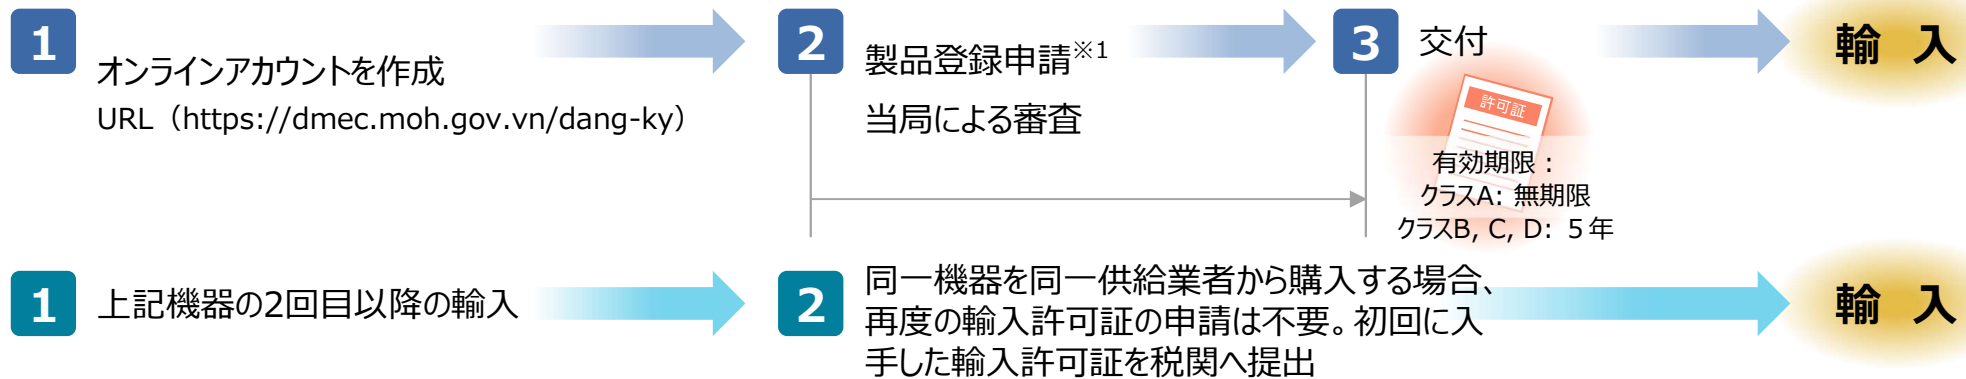 1
オンラインアカウントを作成
URL（https://dmec.moh.gov.vn/dang-ky）
2
製品登録申請※1
当局による審査
3
交付
許可証
有効期限：
クラスA: 無期限
クラスB, C, D: ５年
輸 入
1
上記機器の2回目以降の輸入
2
同一機器を同一供給業者から購入する場合、
再度の輸入許可証の申請は不要。初回に入
手した輸入許可証を税関へ提出
輸 入